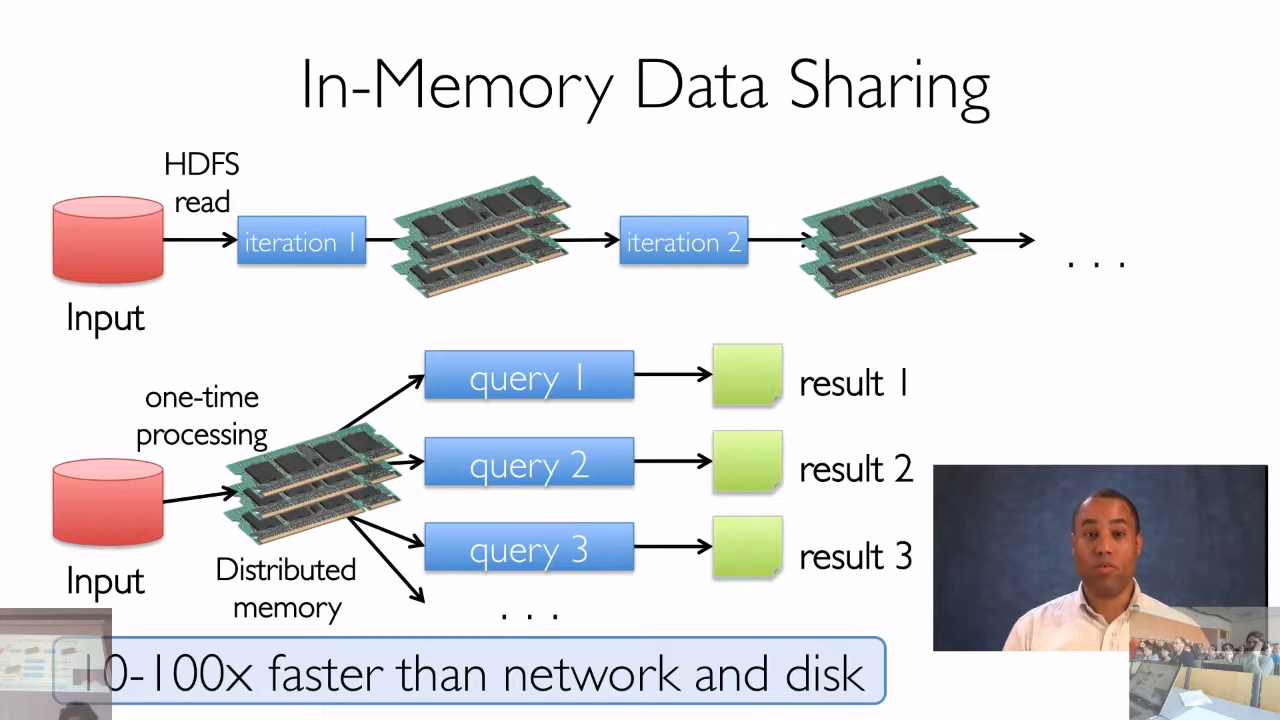 In-Memory Data Sharing
HDFS
read
iteration 1
iteration 2
. . .
Input
one-time
processing
query 1
result 1
query 2
result 2
query 3
result 3
Input
Distributed
memory
. . .
10-100x faster than network and disk